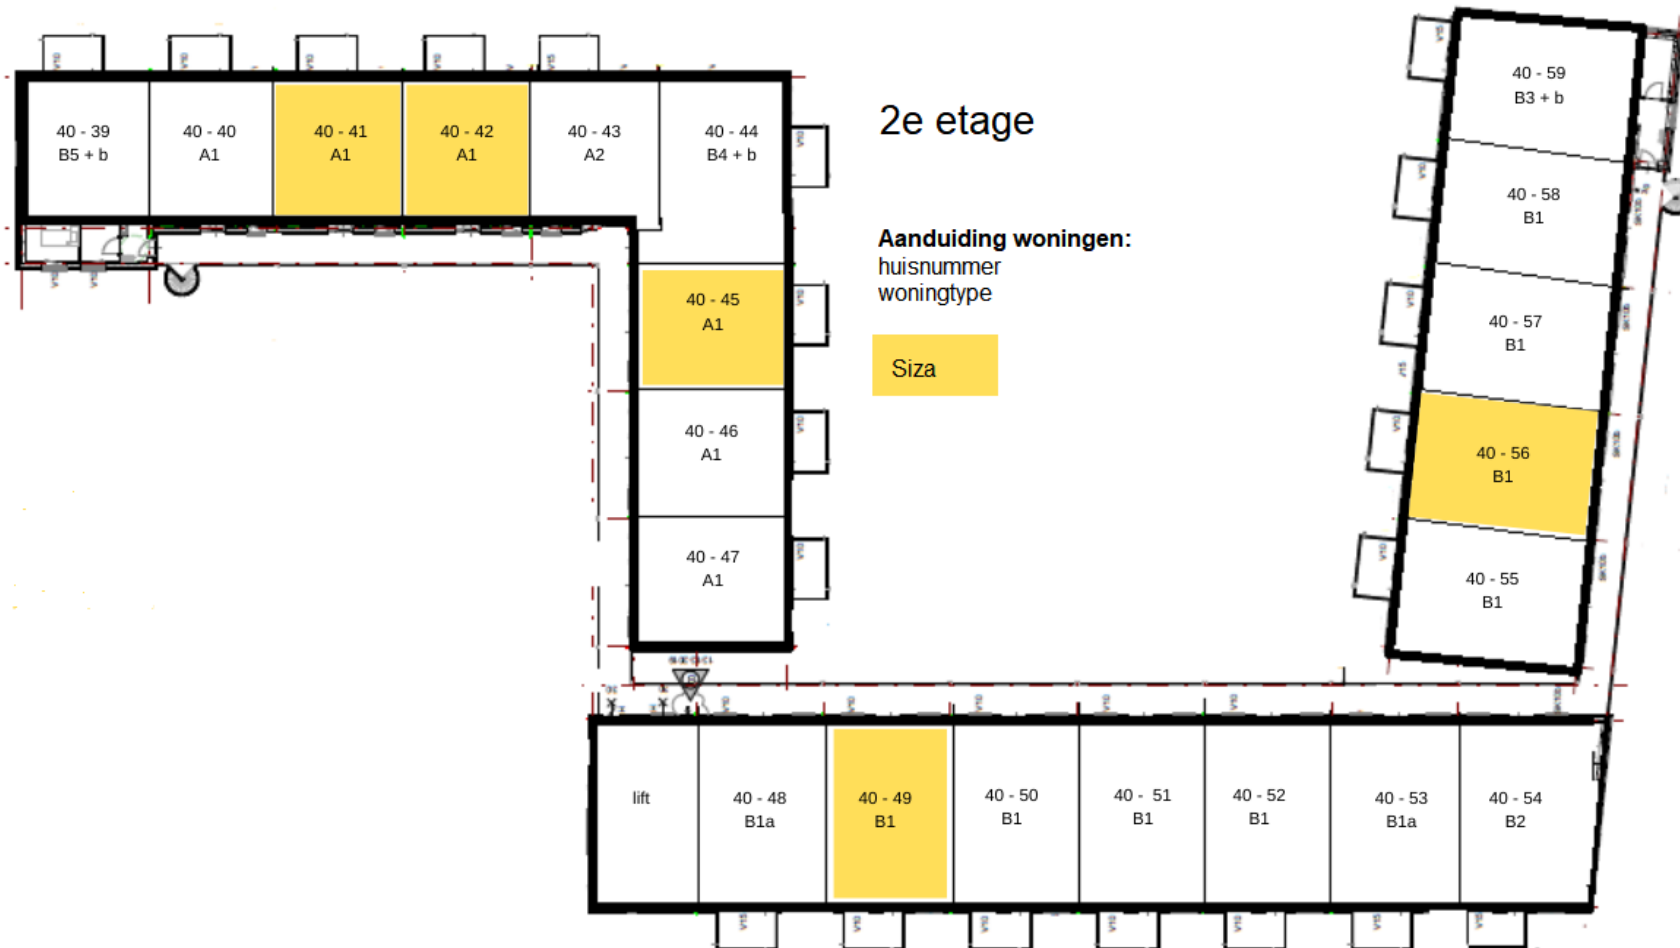 2e etage
Aanduiding woningen:
huisnummer
woningtype
Siza
40 - 39
B5 + b
40 - 40
A1
40 - 41
A1
40 - 42
A1
40 - 43
A2
40 - 44
B4 + b
40 - 45
A1
40 - 46
A1
40 - 47
A1
lift
40 - 48
B1a
40 - 49
B1
40 - 50
B1
40 - 51
B1
40 - 52
B1
40 - 53
B1a
40 - 54
B2
40 - 59
B3 + b
40 - 58
B1
40 - 57
B1
40 - 56
B1
40 - 55
B1